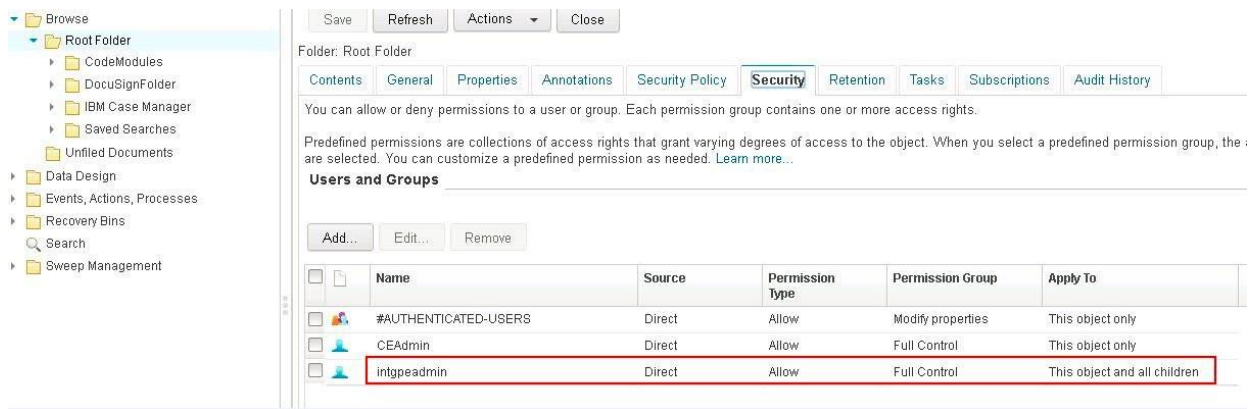 Browse
Root Folder
CodeModules
DocuSignFolder
IBM Case Manager
Saved Searches
Unfiled Documents
Data Design
Events, Actions, Processes
Recovery Bins
Search
Sweep Management
Save Refresh Actions Close
Folder: Root Folder
Contents General Properties Annotations Security Policy Security Retention Tasks Subscriptions Audit History
You can allow or deny permissions to a user or group. Each permission group contains one or more access rights.
Predefined permissions are collections of access rights that grant varying degrees of access to the object. When you select a predefined permission group, the
are selected. You can customize a predefined permission as needed. Learn more...
Users and Groups
Add... Edit... Remove
Name Source Permission Type Permission Group Apply To
#AUTHENTICATED-USERS Direct Allow Modify properties This object only
CEAdmin Direct Allow Full Control This object only
intgpeadmin Direct Allow Full Control This object and all children